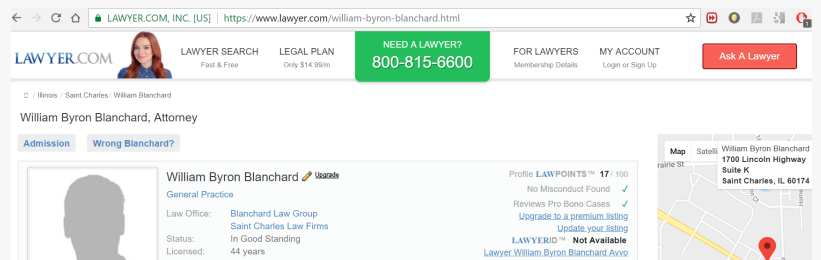 LAWYER.COM, INC. [US] | https://www.lawyer.com/william-byron-blanchard.html
LAWYER.COM
LAWYER SEARCH
Fast & Free
LEGAL PLAN
Only $14.99/m
NEED A LAWYER?
800-815-6600
FOR LAWYERS
Membership Details
MY ACCOUNT
Login or Sign Up
Ask A Lawyer
/ Illinois / Saint Charles / William Blanchard
William Byron Blanchard, Attorney
Admission
Wrong Blanchard?
William Byron Blanchard Upgrade
General Practice
Law Office: Blanchard Law Group
Saint Charles Law Firms
Status: In Good Standing
Licensed: 44 years
Profile LAWPOINTS™ 17 / 100
No Misconduct Found ✓
Reviews Pro Bono Cases ✓
Upgrade to a premium listing
Update your listing
LAWYERID™ Not Available
Lawyer William Byron Blanchard Avvo
Map Satelli
William Byron Blanchard
1700 Lincoln Highway
Suite K
Saint Charles, IL 60174
rairie St